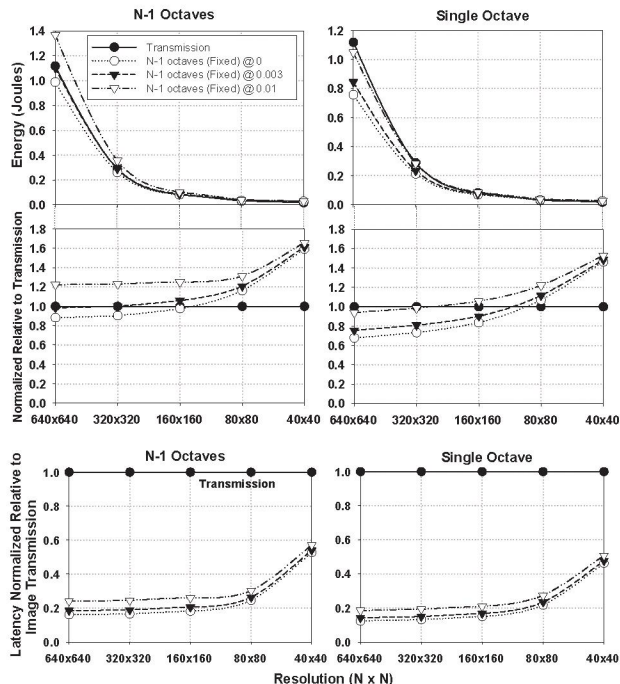 N-1 Octaves
Single Octave
Energy (Joules)
1.4
1.2
1.0
0.8
0.6
0.4
0.2
0.0
Transmission
N-1 octaves (Fixed) @ 0
N-1 octaves (Fixed) @ 0.003
N-1 octaves (Fixed) @ 0.01
1.2
1.0
0.8
0.6
0.4
0.2
0.0
Normalized Relative to Transmission
1.8
1.6
1.4
1.2
1.0
0.8
0.6
0.4
0.2
0.0
640x640 320x320 160x160 80x80 40x40
1.8
1.6
1.4
1.2
1.0
0.8
0.6
0.4
0.2
0.0
640x640 320x320 160x160 80x80 40x40
N-1 Octaves
Single Octave
Latency Normalized Relative to
Image Transmission
1.0
0.8
0.6
0.4
0.2
0.0
Transmission
640x640 320x320 160x160 80x80 40x40
1.0
0.8
0.6
0.4
0.2
0.0
640x640 320x320 160x160 80x80 40x40
Resolution (N x N)